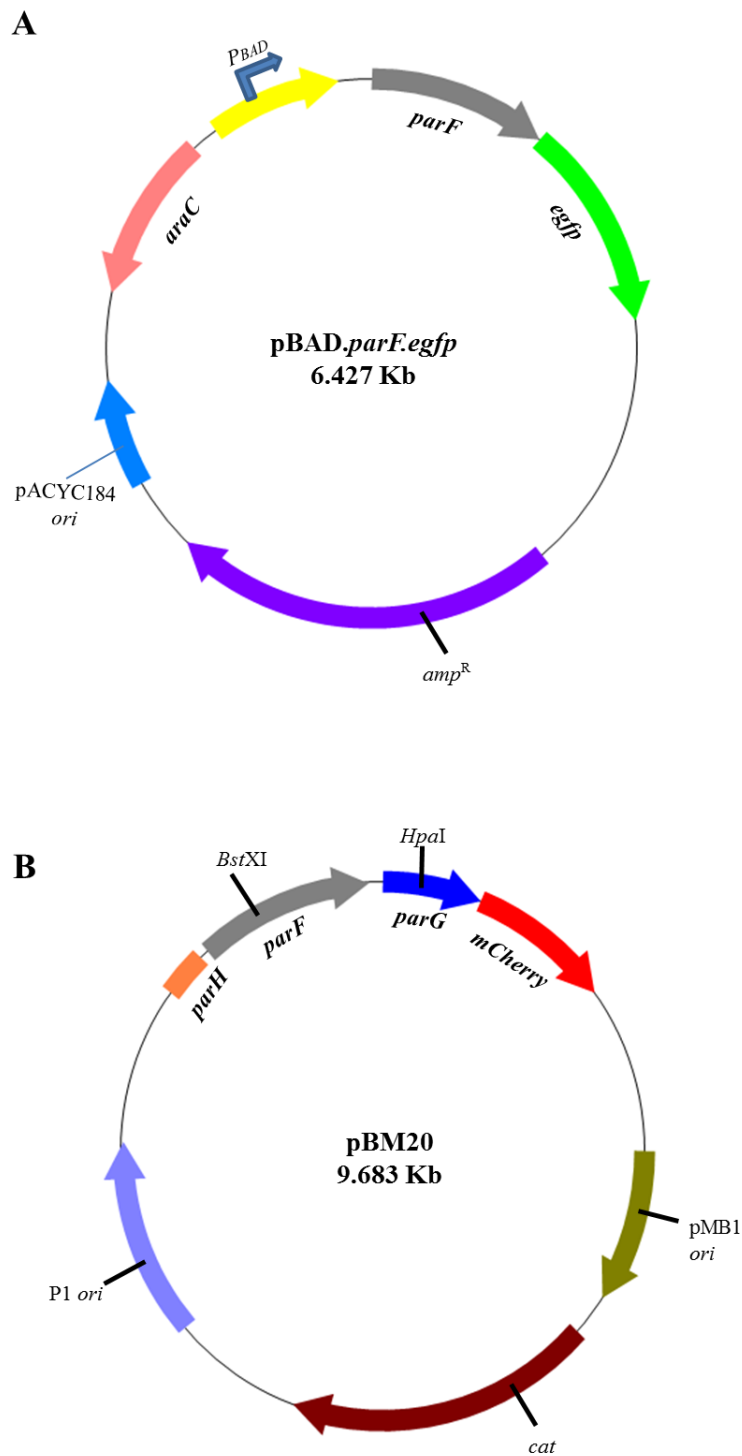 A
PBAD
parF
egfp
araC
pBAD.parF.egfp
6.427 Kb
pACYC184
ori
ampR
B
HpaI
BstXI
parF
parG
mCherry
parH
pBM20
9.683 Kb
pMB1
ori
P1 ori
cat